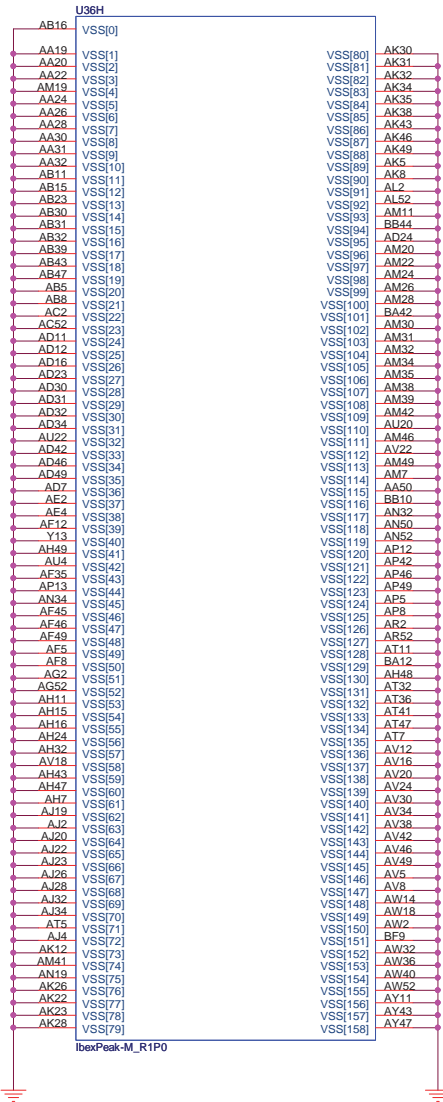 U36H
AB16 VSS[0]
AA19 VSS[1] VSS[80] AK30
AA20 VSS[2] VSS[81] AK31
AA22 VSS[3] VSS[82] AK32
AM19 VSS[4] VSS[83] AK34
AA24 VSS[5] VSS[84] AK35
AA26 VSS[6] VSS[85] AK38
AA28 VSS[7] VSS[86] AK43
AA30 VSS[8] VSS[87] AK46
AA31 VSS[9] VSS[88] AK49
AA32 VSS[10] VSS[89] AK5
AB11 VSS[11] VSS[90] AK8
AB15 VSS[12] VSS[91] AL2
AB23 VSS[13] VSS[92] AL52
AB30 VSS[14] VSS[93] AM11
AB31 VSS[15] VSS[94] BB44
AB32 VSS[16] VSS[95] AD24
AB39 VSS[17] VSS[96] AM20
AB43 VSS[18] VSS[97] AM22
AB47 VSS[19] VSS[98] AM24
AB5 VSS[20] VSS[99] AM26
AB8 VSS[21] VSS[100] AM28
AC2 VSS[22] VSS[101] BA42
AC52 VSS[23] VSS[102] AM30
AD11 VSS[24] VSS[103] AM31
AD12 VSS[25] VSS[104] AM32
AD16 VSS[26] VSS[105] AM34
AD23 VSS[27] VSS[106] AM35
AD30 VSS[28] VSS[107] AM38
AD31 VSS[29] VSS[108] AM39
AD32 VSS[30] VSS[109] AM42
AD34 VSS[31] VSS[110] AU20
AU22 VSS[32] VSS[111] AM46
AD42 VSS[33] VSS[112] AV22
AD46 VSS[34] VSS[113] AM49
AD49 VSS[35] VSS[114] AM7
AD7 VSS[36] VSS[115] AA50
AE2 VSS[37] VSS[116] BB10
AE4 VSS[38] VSS[117] AN32
AF12 VSS[39] VSS[118] AN50
Y13 VSS[40] VSS[119] AN52
AH49 VSS[41] VSS[120] AP12
AU4 VSS[42] VSS[121] AP42
AF35 VSS[43] VSS[122] AP46
AP13 VSS[44] VSS[123] AP49
AN34 VSS[45] VSS[124] AP5
AF45 VSS[46] VSS[125] AP8
AF46 VSS[47] VSS[126] AR2
AF49 VSS[48] VSS[127] AR52
AF5 VSS[49] VSS[128] AT11
AF8 VSS[50] VSS[129] BA12
AG2 VSS[51] VSS[130] AH48
AG52 VSS[52] VSS[131] AT32
AH11 VSS[53] VSS[132] AT36
AH15 VSS[54] VSS[133] AT41
AH16 VSS[55] VSS[134] AT47
AH24 VSS[56] VSS[135] AT7
AH32 VSS[57] VSS[136] AV12
AV18 VSS[58] VSS[137] AV16
AH43 VSS[59] VSS[138] AV20
AH47 VSS[60] VSS[139] AV24
AH7 VSS[61] VSS[140] AV30
AJ19 VSS[62] VSS[141] AV34
AJ2 VSS[63] VSS[142] AV38
AJ20 VSS[64] VSS[143] AV42
AJ22 VSS[65] VSS[144] AV46
AJ23 VSS[66] VSS[145] AV49
AJ26 VSS[67] VSS[146] AV5
AJ28 VSS[68] VSS[147] AV8
AJ32 VSS[69] VSS[148] AW14
AJ34 VSS[70] VSS[149] AW18
AT5 VSS[71] VSS[150] AW2
AJ4 VSS[72] VSS[151] BF9
AK12 VSS[73] VSS[152] AW32
AM41 VSS[74] VSS[153] AW36
AN19 VSS[75] VSS[154] AW40
AK26 VSS[76] VSS[155] AW52
AK22 VSS[77] VSS[156] AY11
AK23 VSS[78] VSS[157] AY43
AK28 VSS[79] VSS[158] AY47
IbexPeak-M_R1P0